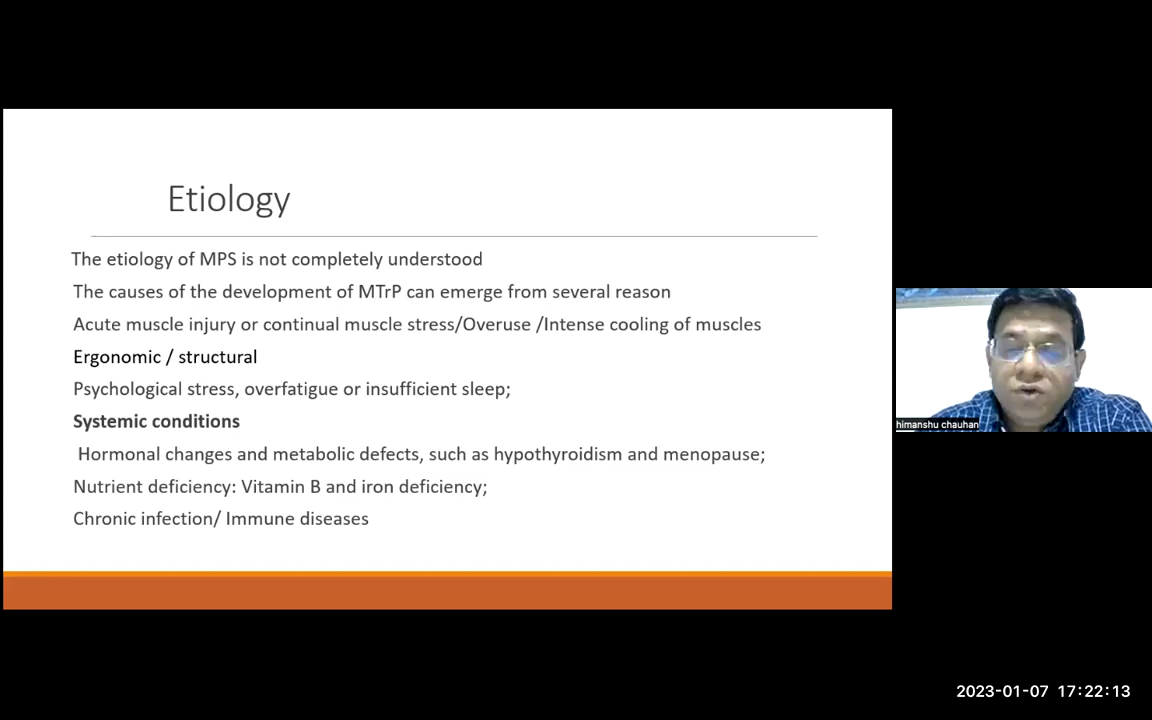 Etiology
The etiology of MPS is not completely understood
The causes of the development of MTrP can emerge from several reason
Acute muscle injury or continual muscle stress/Overuse /Intense cooling of muscles
Ergonomic / structural
Psychological stress, overfatigue or insufficient sleep;
Systemic conditions
Hormonal changes and metabolic defects, such as hypothyroidism and menopause;
Nutrient deficiency: Vitamin B and iron deficiency;
Chronic infection/ Immune diseases
himanshu chauhan
2023-01-07 17:22:13